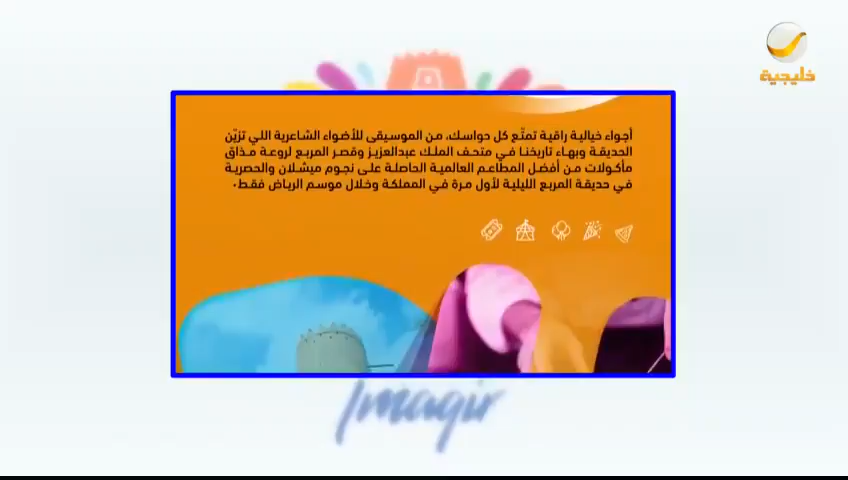 خليجية
أجواء خيالية راقية تمتّع كل حواسك، من الموسيقى للأضواء الشاعرية اللي تزيّن
الحديقة وبهاء تاريخنا في متحف الملك عبدالعزيز وقصر المربع لروعة مذاق
مأكولات من أفضل المطاعم العالمية الحاصلة على نجوم ميشلان والحصرية
في حديقة المربع الليلية لأول مرة في المملكة وخلال موسم الرياض فقط.
Imagin